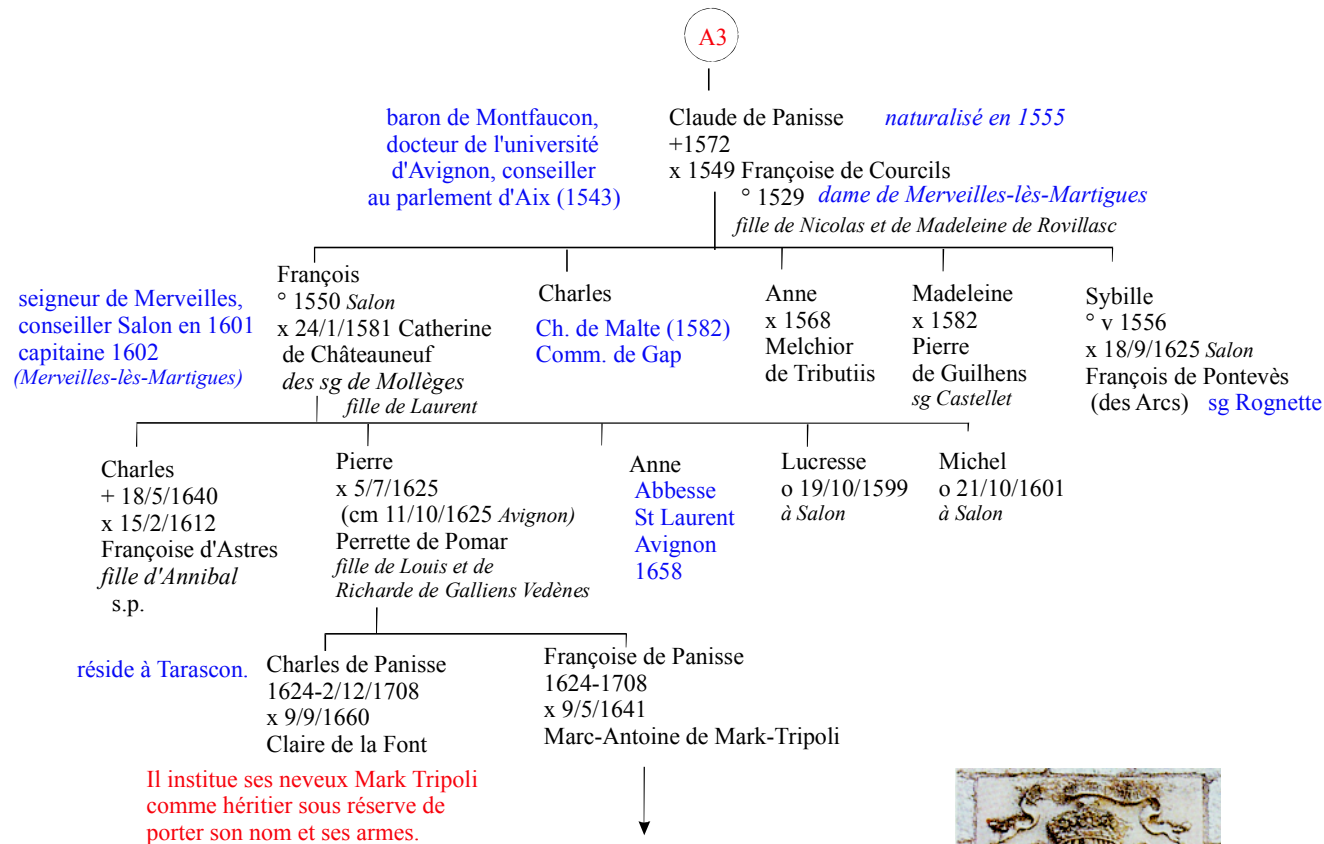 A3
baron de Montfaucon,
docteur de l'université
d'Avignon, conseiller
au parlement d'Aix (1543)
Claude de Panisse naturalisé en 1555
+1572
x 1549 Françoise de Courcils
° 1529 dame de Merveilles-lès-Martigues
fille de Nicolas et de Madeleine de Rovillasc
seigneur de Merveilles,
conseiller Salon en 1601
capitaine 1602
(Merveilles-lès-Martigues)
François
° 1550 Salon
x 24/1/1581 Catherine
de Châteauneuf
des sg de Mollèges
fille de Laurent
Charles
Ch. de Malte (1582)
Comm. de Gap
Anne
x 1568
Melchior
de Tributiis
Madeleine
x 1582
Pierre
de Guilhens
sg Castellet
Sybille
° v 1556
x 18/9/1625 Salon
François de Pontevès
(des Arcs) sg Rognette
Charles
+ 18/5/1640
x 15/2/1612
Françoise d'Astres
fille d'Annibal
s.p.
Pierre
x 5/7/1625
(cm 11/10/1625 Avignon)
Perrette de Pomar
fille de Louis et de
Richarde de Galliens Vedènes
Anne
Abbesse
St Laurent
Avignon
1658
Lucresse
o 19/10/1599
à Salon
Michel
o 21/10/1601
à Salon
réside à Tarascon.
Charles de Panisse
1624-2/12/1708
x 9/9/1660
Claire de la Font
Françoise de Panisse
1624-1708
x 9/5/1641
Marc-Antoine de Mark-Tripoli
Il institue ses neveux Mark Tripoli
comme héritier sous réserve de
porter son nom et ses armes.